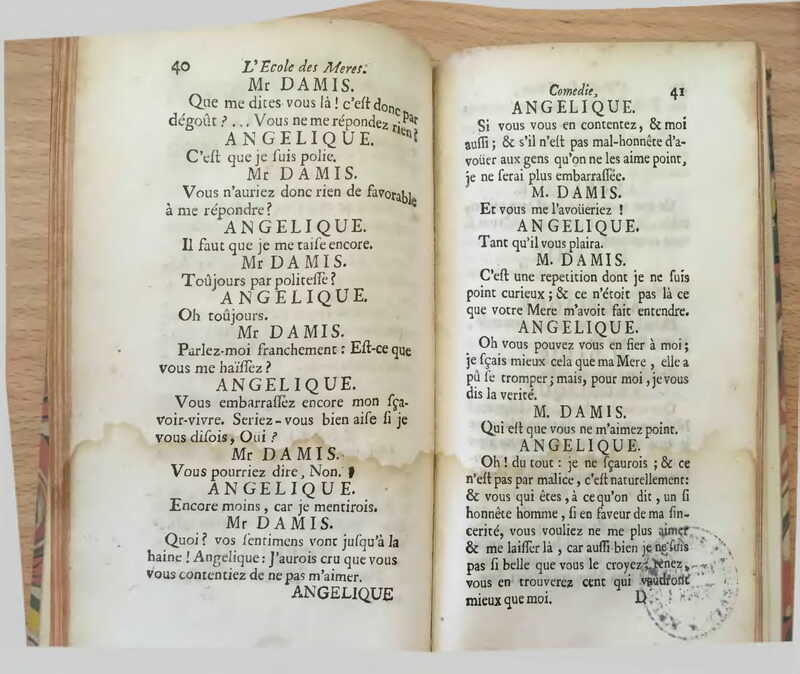 40 L'Ecole des Meres.
Mr DAMIS.
Que me dites-vous là ! c'eſt donc par
dégoût ? ... Vous ne me répondez rien ?
ANGELIQUE.
C'eſt que je ſuis polie.
Mr DAMIS.
Vous n'auriez donc rien de favorable
à me répondre ?
ANGELIQUE.
Il faut que je me taiſe encore.
Mr DAMIS.
Toûjours par politeſſe ?
ANGELIQUE.
Oh toûjours.
Mr DAMIS.
Parlez-moi franchement : Eſt-ce que
vous me haïſſez ?
ANGELIQUE.
Vous embarraſſez encore mon ſça-
voir-vivre. Seriez-vous bien aiſe ſi je
vous diſois, Oui ?
Mr DAMIS.
Vous pourriez dire, Non.
ANGELIQUE.
Encore moins, car je mentirois.
Mr DAMIS.
Quoi ? vos ſentimens vont juſqu'à la
haine ! Angelique : J'aurois cru que vous
vous contentiez de ne pas m'aimer.
ANGELIQUE
Comedie, 41
ANGELIQUE.
Si vous vous en contentez, & moi
auſſi ; & s'il n'eſt pas mal-honnête d'a-
voüer aux gens qu'on ne les aime point,
je ne ſerai plus embarraſſée.
M. DAMIS.
Et vous me l'avoüeriez !
ANGELIQUE.
Tant qu'il vous plaira.
M. DAMIS.
C'eſt une repetition dont je ne ſuis
point curieux ; & ce n'étoit pas là ce
que votre Mere m'avoit fait entendre.
ANGELIQUE.
Oh vous pouvez vous en fier à moi ;
je ſçais mieux cela que ma Mere, elle a
pû ſe tromper ; mais, pour moi, je vous
dis la verité.
M. DAMIS.
Qui eſt que vous ne m'aimez point.
ANGELIQUE.
Oh ! du tout : je ne ſçaurois ; & ce
n'eſt pas par malice, c'eſt naturellement :
& vous qui êtes, à ce qu'on dit, un ſi
honnête homme, ſi en faveur de ma ſin-
cerité, vous vouliez ne me plus aimer
& me laiſſer là, car auſſi-bien je ne ſuis
pas ſi belle que vous le croyez, tenez,
vous en trouverez cent qui vaudront
mieux que moi. D